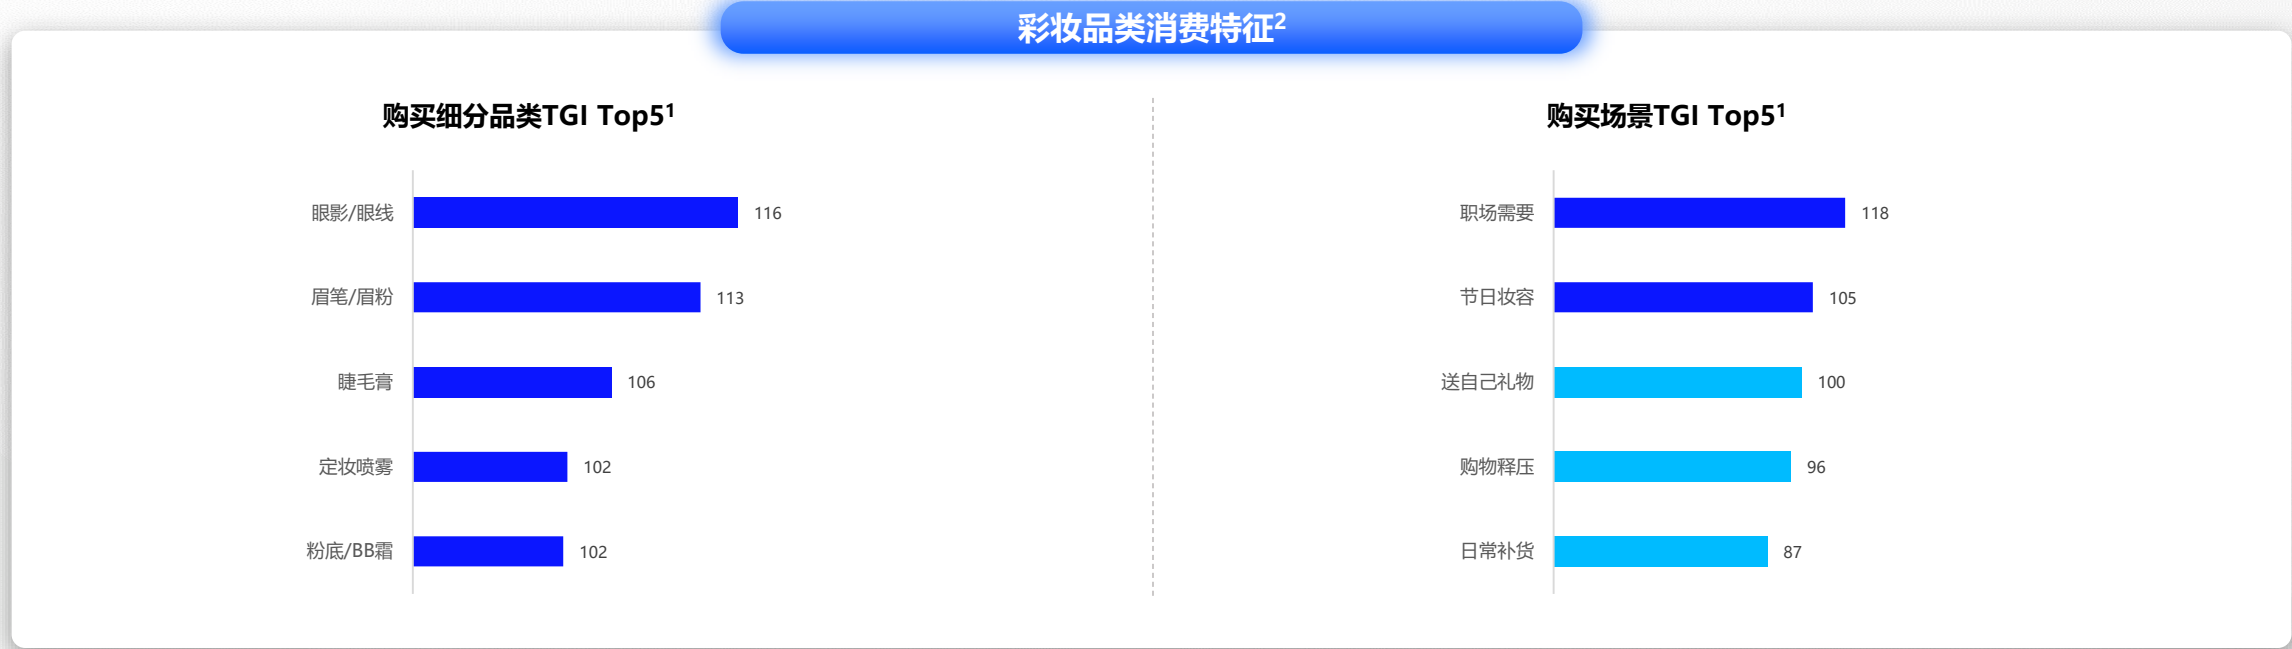 彩妆品类消费特征²
购买细分品类TGI Top5¹
眼影/眼线 116
眉笔/眉粉 113
睫毛膏 106
定妆喷雾 102
粉底/BB霜 102
购买场景TGI Top5¹
职场需要 118
节日妆容 105
送自己礼物 100
购物释压 96
日常补货 87